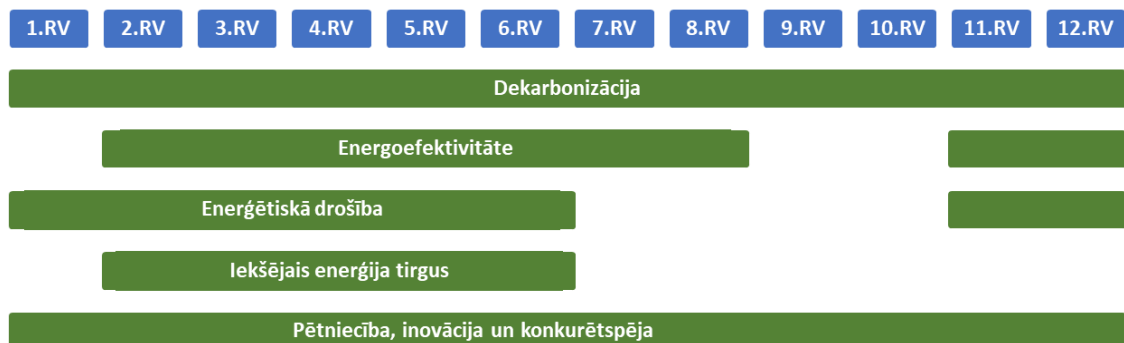 1.RV 2.RV 3.RV 4.RV 5.RV 6.RV 7.RV 8.RV 9.RV 10.RV 11.RV 12.RV
Dekarbonizācija
Energoefektivitāte
Enerģētiskā drošība
Iekšējais enerģija tirgus
Pētniecība, inovācija un konkurētspēja